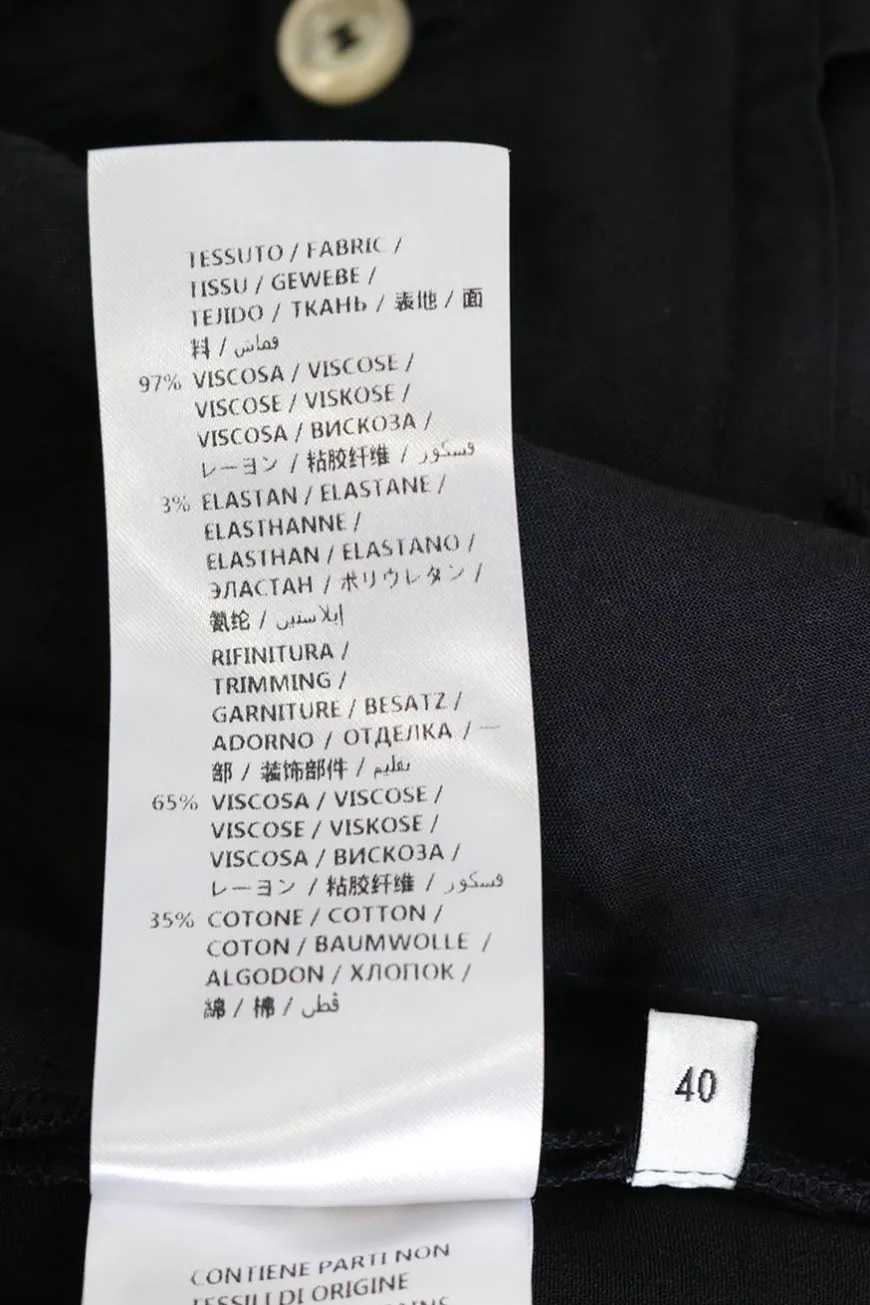 TESSUTO / FABRIC /
TISSU / GEWEBE /
TEJIDO / ТКАНЬ / 表地 / 面
料 / قماش
97% VISCOSA / VISCOSE /
VISCOSE / VISKOSE /
VISCOSA / ВИСКОЗА /
レーヨン / 粘胶纤维 / فسكوز
3% ELASTAN / ELASTANE /
ELASTHANNE /
ELASTHAN / ELASTANO /
ЭЛАСТАН / ポリウレタン /
氨纶 / إيلاستين
RIFINITURA /
TRIMMING /
GARNITURE / BESATZ /
ADORNO / ОТДЕЛКА / 一
部 / 装饰部件 / تقليم
65% VISCOSA / VISCOSE /
VISCOSE / VISKOSE /
VISCOSA / ВИСКОЗА /
レーヨン / 粘胶纤维 / فسكوز
35% COTONE / COTTON /
COTON / BAUMWOLLE /
ALGODON / ХЛОПОК /
綿 / 棉 / قطن
40
CONTIENE PARTI NON
TESSILI DI ORIGINE